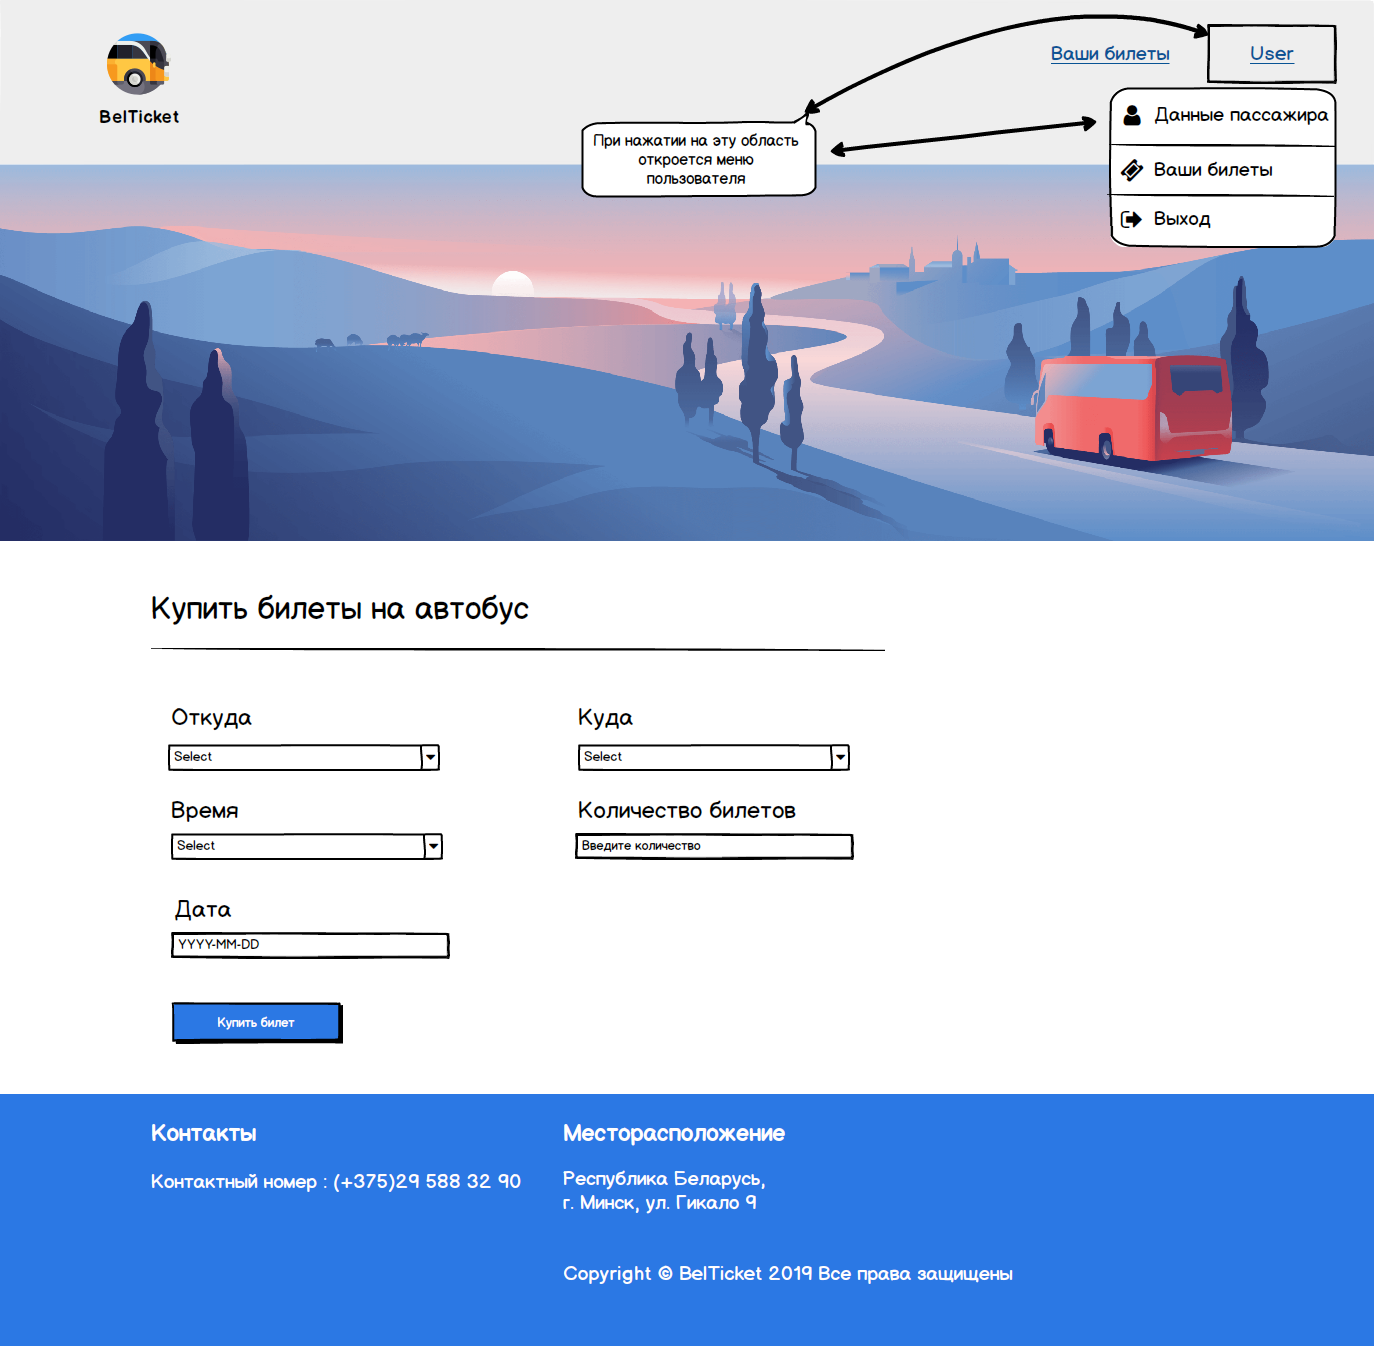 BelTicket
Ваши билеты
User
При нажатии на эту область
откроется меню
пользователя
Данные пассажира
Ваши билеты
Выход
Купить билеты на автобус
Откуда
Куда
Select
Select
Время
Количество билетов
Select
Введите количество
Дата
YYYY-MM-DD
Купить билет
Контакты
Месторасположение
Контактный номер : (+375)29 588 32 90
Республика Беларусь,
г. Минск, ул. Гикало 9
Copyright © BelTicket 2019 Все права защищены